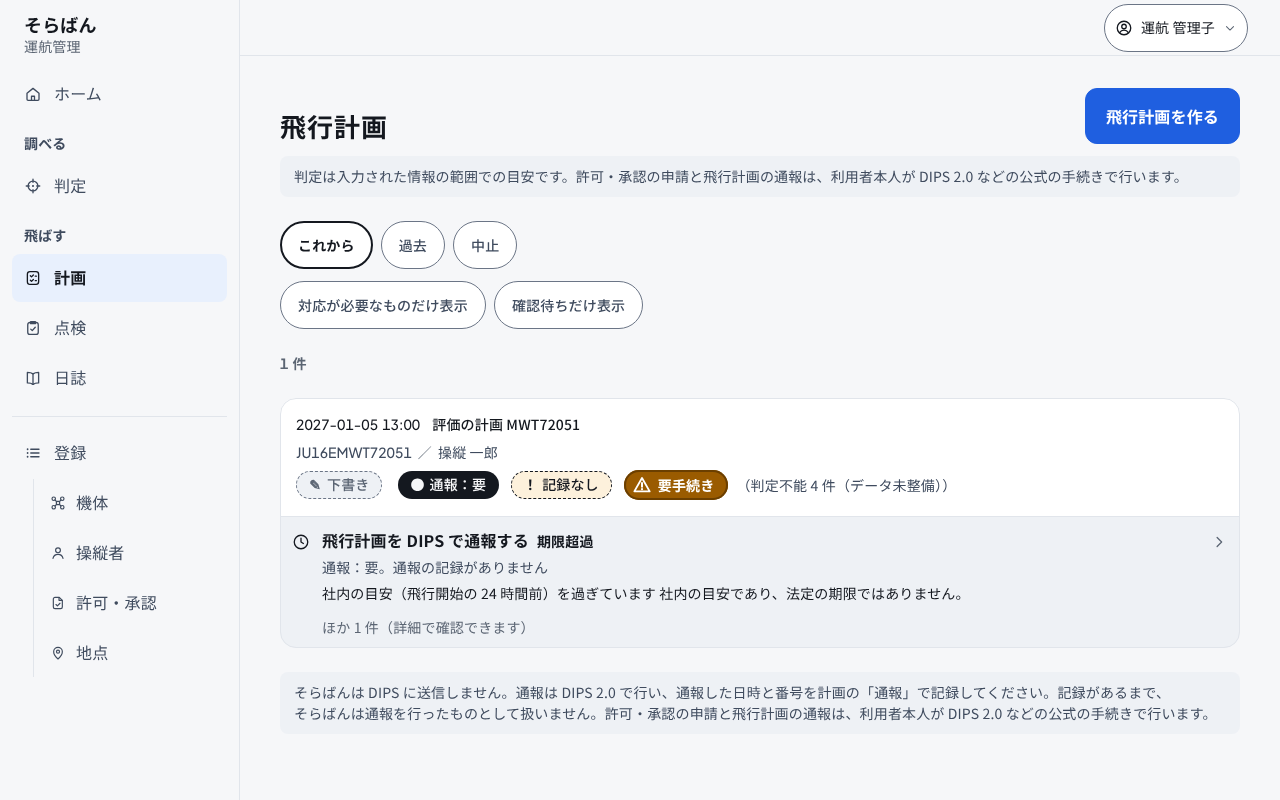 そらばん
運航管理
運航 管理子
ホーム
調べる
判定
飛ばす
計画
点検
日誌
登録
機体
操縦者
許可・承認
地点
飛行計画
飛行計画を作る
判定は入力された情報の範囲での目安です。許可・承認の申請と飛行計画の通報は、利用者本人が DIPS 2.0 などの公式の手続きで行います。
これから 過去 中止
対応が必要なものだけ表示 確認待ちだけ表示
1 件
2027-01-05 13:00 評価の計画 MWT72051
JU16EMWT72051 ／ 操縦 一郎
✎ 下書き ● 通報：要 ! 記録なし 要手続き （判定不能 4 件（データ未整備））
飛行計画を DIPS で通報する 期限超過
通報：要。通報の記録がありません
社内の目安（飛行開始の 24 時間前）を過ぎています 社内の目安であり、法定の期限ではありません。
ほか 1 件（詳細で確認できます）
そらばんは DIPS に送信しません。通報は DIPS 2.0 で行い、通報した日時と番号を計画の「通報」で記録してください。記録があるまで、
そらばんは通報を行ったものとして扱いません。許可・承認の申請と飛行計画の通報は、利用者本人が DIPS 2.0 などの公式の手続きで行います。